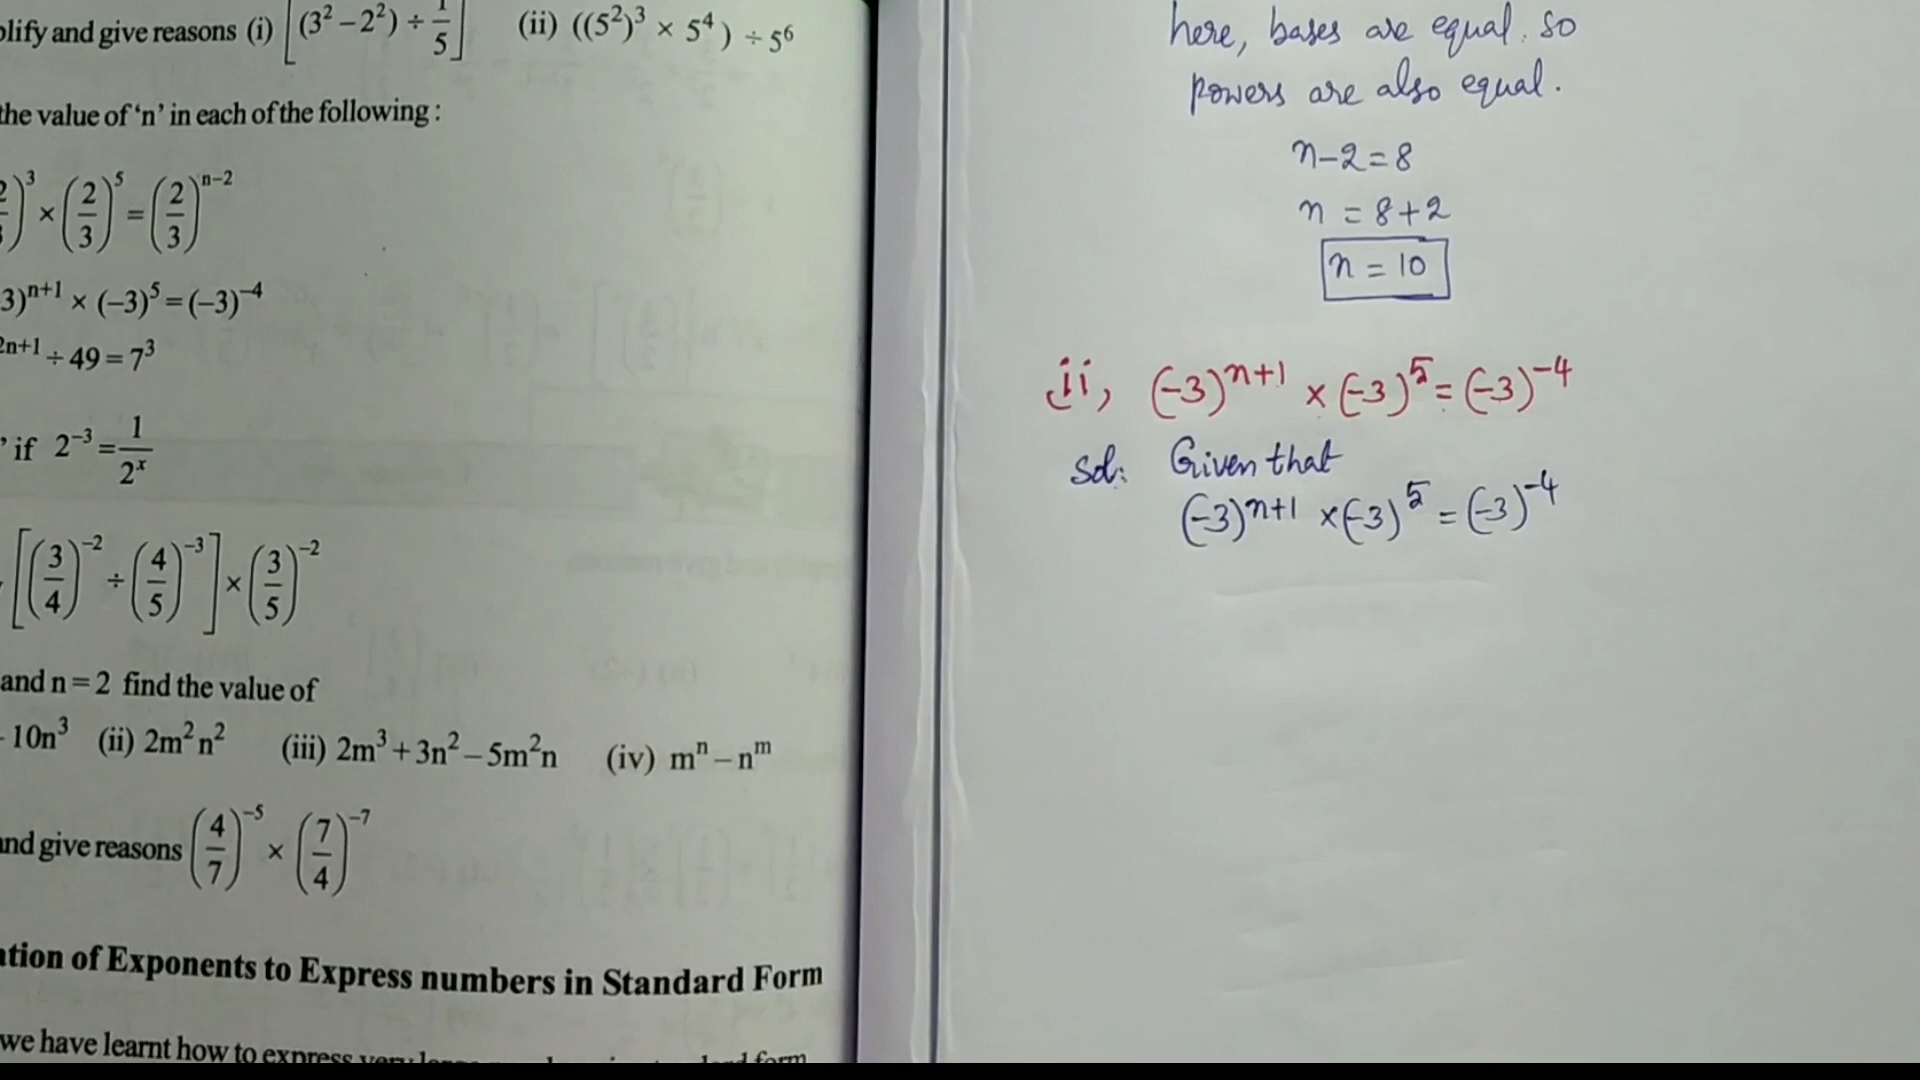 and give reasons (i) [(3² – 2²) ÷ 1/5] (ii) ((5²)³ × 5⁴) ÷ 5⁶
the value of ‘n’ in each of the following :
)³ × (2/3)⁵ = (2/3)ⁿ⁻²
3)ⁿ⁺¹ × (–3)⁵ = (–3)⁻⁴
2n+1 ÷ 49 = 7³
’ if 2⁻³ = 1/2ˣ
[(3/4)⁻² ÷ (4/5)⁻³] × (3/5)⁻²
and n = 2 find the value of
10n³ (ii) 2m²n² (iii) 2m³ + 3n² – 5m²n (iv) mⁿ – nᵐ
and give reasons (4/7)⁻⁵ × (7/4)⁻⁷
of Exponents to Express numbers in Standard Form
we have learnt how to express
here, bases are equal. so
powers are also equal.
n–2 = 8
n = 8+2
n = 10
ii, (–3)ⁿ⁺¹ × (–3)⁵ = (–3)⁻⁴
Sol: Given that
(–3)ⁿ⁺¹ × (–3)⁵ = (–3)⁻⁴